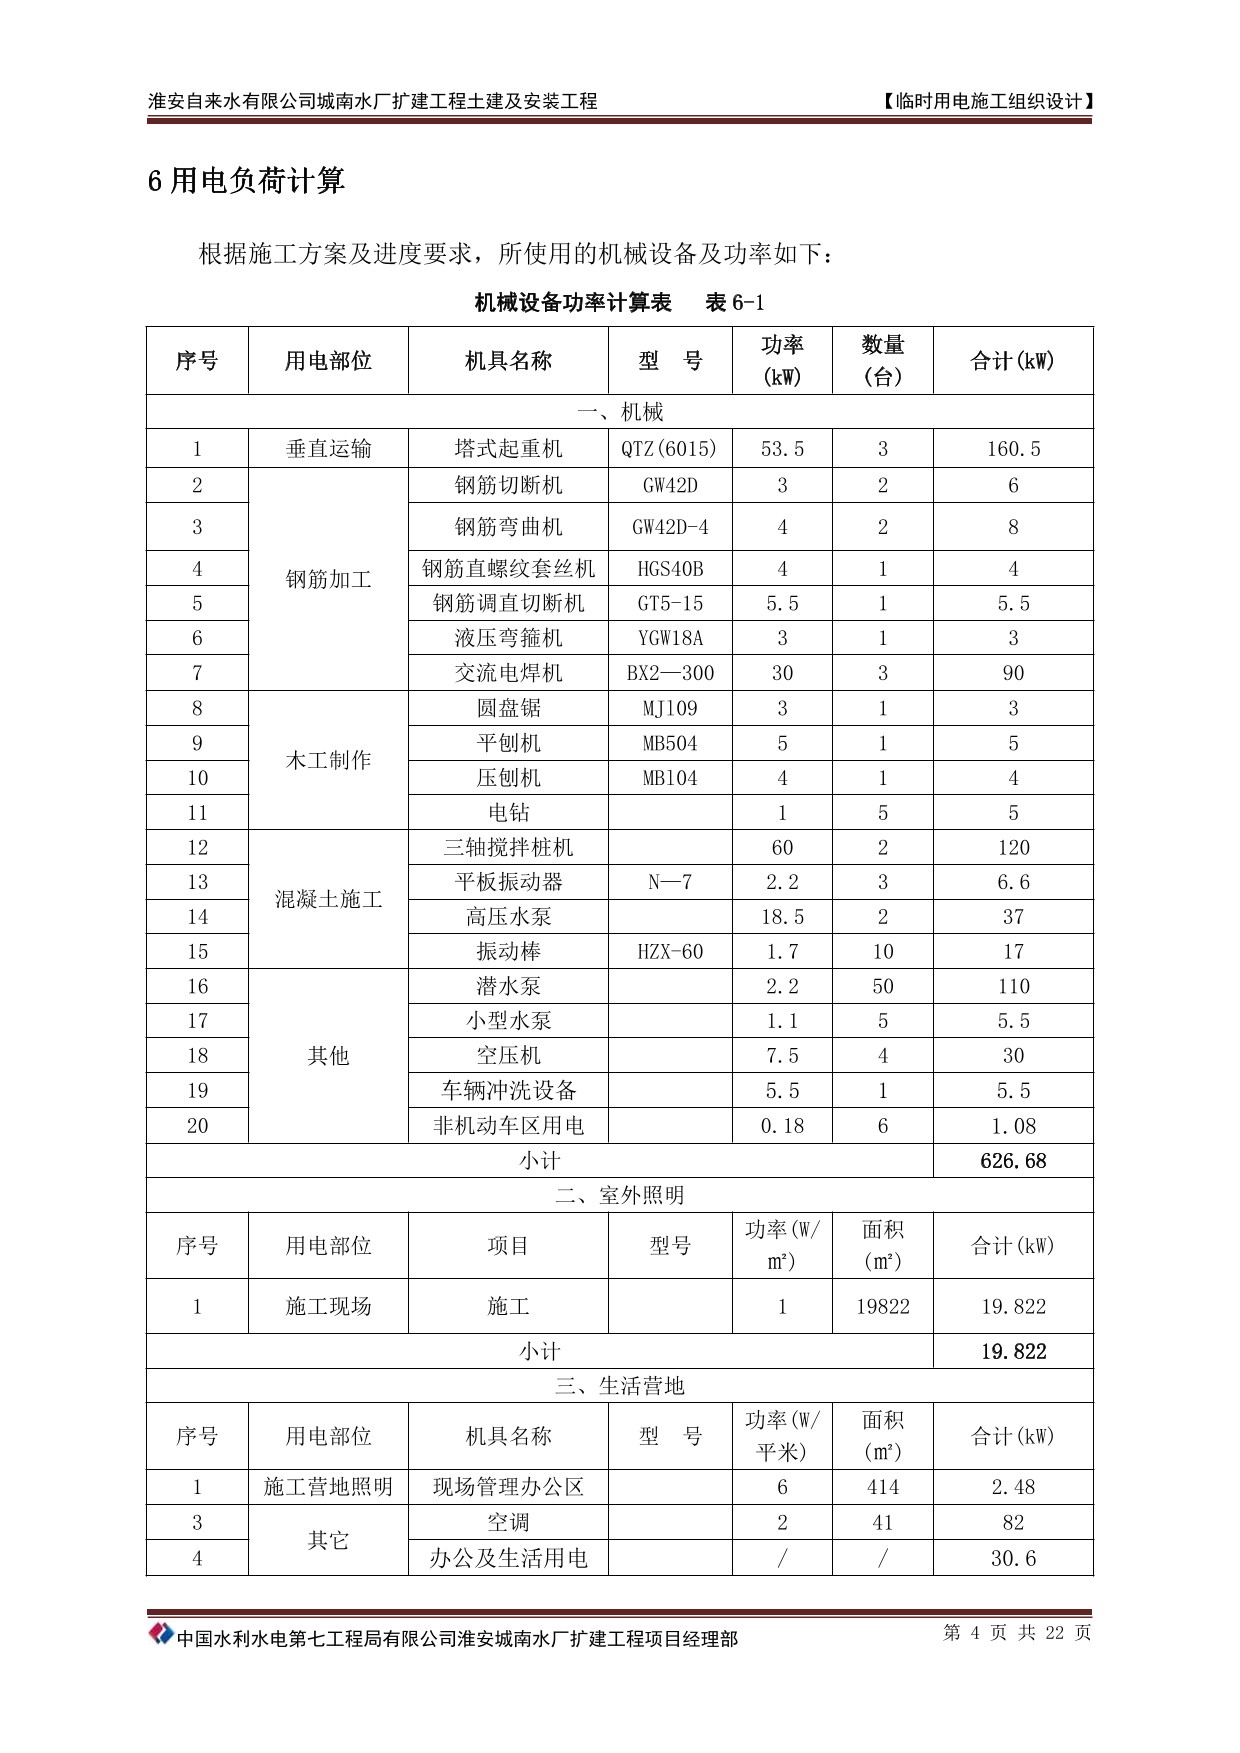 淮安自来水有限公司城南水厂扩建工程土建及安装工程 【临时用电施工组织设计】
6 用电负荷计算
根据施工方案及进度要求，所使用的机械设备及功率如下：
机械设备功率计算表 表 6-1
序号 用电部位 机具名称 型 号 功率(kW) 数量(台) 合计(kW)
一、机械
1 垂直运输 塔式起重机 QTZ(6015) 53.5 3 160.5
2 钢筋加工 钢筋切断机 GW42D 3 2 6
3 钢筋弯曲机 GW42D-4 4 2 8
4 钢筋直螺纹套丝机 HGS40B 4 1 4
5 钢筋调直切断机 GT5-15 5.5 1 5.5
6 液压弯箍机 YGW18A 3 1 3
7 交流电焊机 BX2—300 30 3 90
8 木工制作 圆盘锯 MJl09 3 1 3
9 平刨机 MB504 5 1 5
10 压刨机 MBl04 4 1 4
11 电钻 1 5 5
12 混凝土施工 三轴搅拌桩机 60 2 120
13 平板振动器 N—7 2.2 3 6.6
14 高压水泵 18.5 2 37
15 振动棒 HZX-60 1.7 10 17
16 其他 潜水泵 2.2 50 110
17 小型水泵 1.1 5 5.5
18 空压机 7.5 4 30
19 车辆冲洗设备 5.5 1 5.5
20 非机动车区用电 0.18 6 1.08
小计 626.68
二、室外照明
序号 用电部位 项目 型号 功率(W/㎡) 面积(㎡) 合计(kW)
1 施工现场 施工 1 19822 19.822
小计 19.822
三、生活营地
序号 用电部位 机具名称 型 号 功率(W/平米) 面积(㎡) 合计(kW)
1 施工营地照明 现场管理办公区 6 414 2.48
3 其它 空调 2 41 82
4 办公及生活用电 / / 30.6
中国水利水电第七工程局有限公司淮安城南水厂扩建工程项目经理部 第 4 页 共 22 页